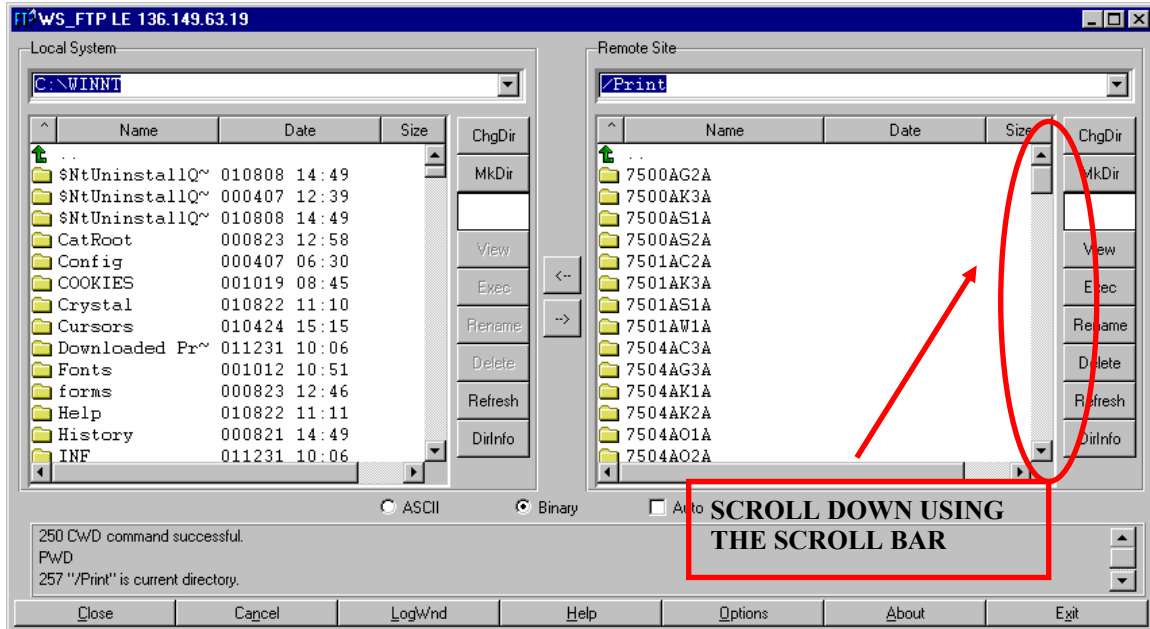 WS_FTP LE 136.149.63.19
Local System
C:\WINNT
^ Name Date Size
..
$NtUninstallQ~ 010808 14:49
$NtUninstallQ~ 000407 12:39
$NtUninstallQ~ 010808 14:49
CatRoot 000823 12:58
Config 000407 06:30
COOKIES 001019 08:45
Crystal 010822 11:10
Cursors 010424 15:15
Downloaded Pr~ 011231 10:06
Fonts 001012 10:51
forms 000823 12:46
Help 010822 11:11
History 000821 14:49
INF 011231 10:06
ChgDir
MkDir
View
Exec
Rename
Delete
Refresh
DirInfo
<--
-->
Remote Site
/Print
^ Name Date Size
..
7500AG2A
7500AK3A
7500AS1A
7500AS2A
7501AC2A
7501AK3A
7501AS1A
7501AW1A
7504AC3A
7504AG3A
7504AK1A
7504AK2A
7504AO1A
7504AO2A
ChgDir
MkDir
View
Exec
Rename
Delete
Refresh
DirInfo
ASCII Binary Auto
SCROLL DOWN USING
THE SCROLL BAR
250 CWD command successful.
PWD
257 "/Print" is current directory.
Close Cancel LogWnd Help Options About Exit